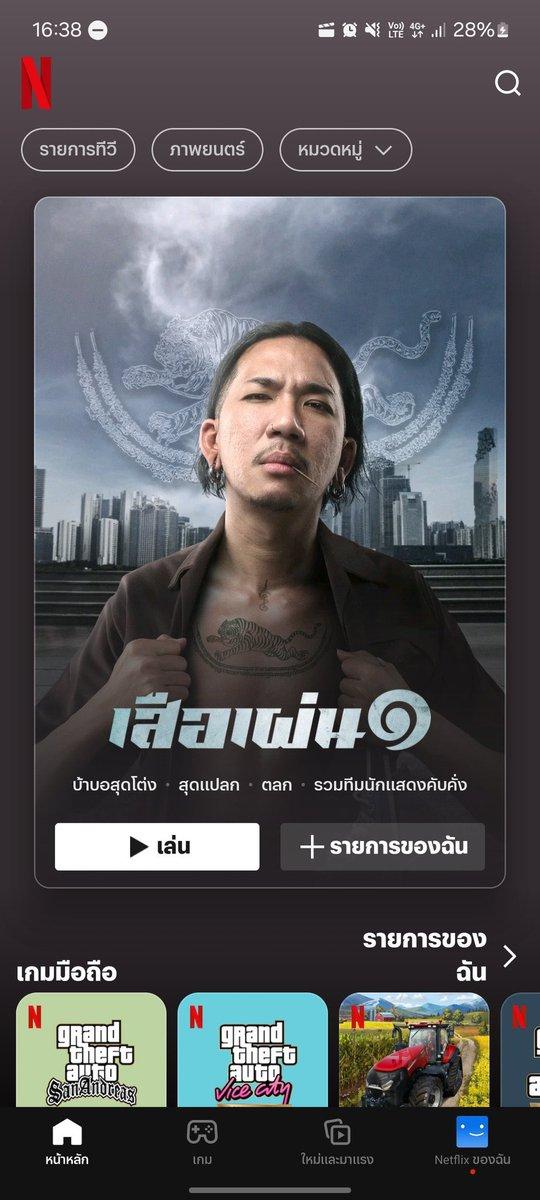 16:38
Vo))
LTE
4G+
28%
N
รายการทีวี
ภาพยนตร์
หมวดหมู่
เสือเผ่น๑
บ้าบอสุดโต่ง • สุดแปลก • ตลก • รวมทีมนักแสดงคับคั่ง
เล่น
รายการของฉัน
เกมมือถือ
รายการของ
ฉัน
N
grand
theft
auto
San Andreas
N
grand
theft
auto
vice city
N
N
หน้าหลัก
เกม
ใหม่และมาแรง
Netflix ของฉัน